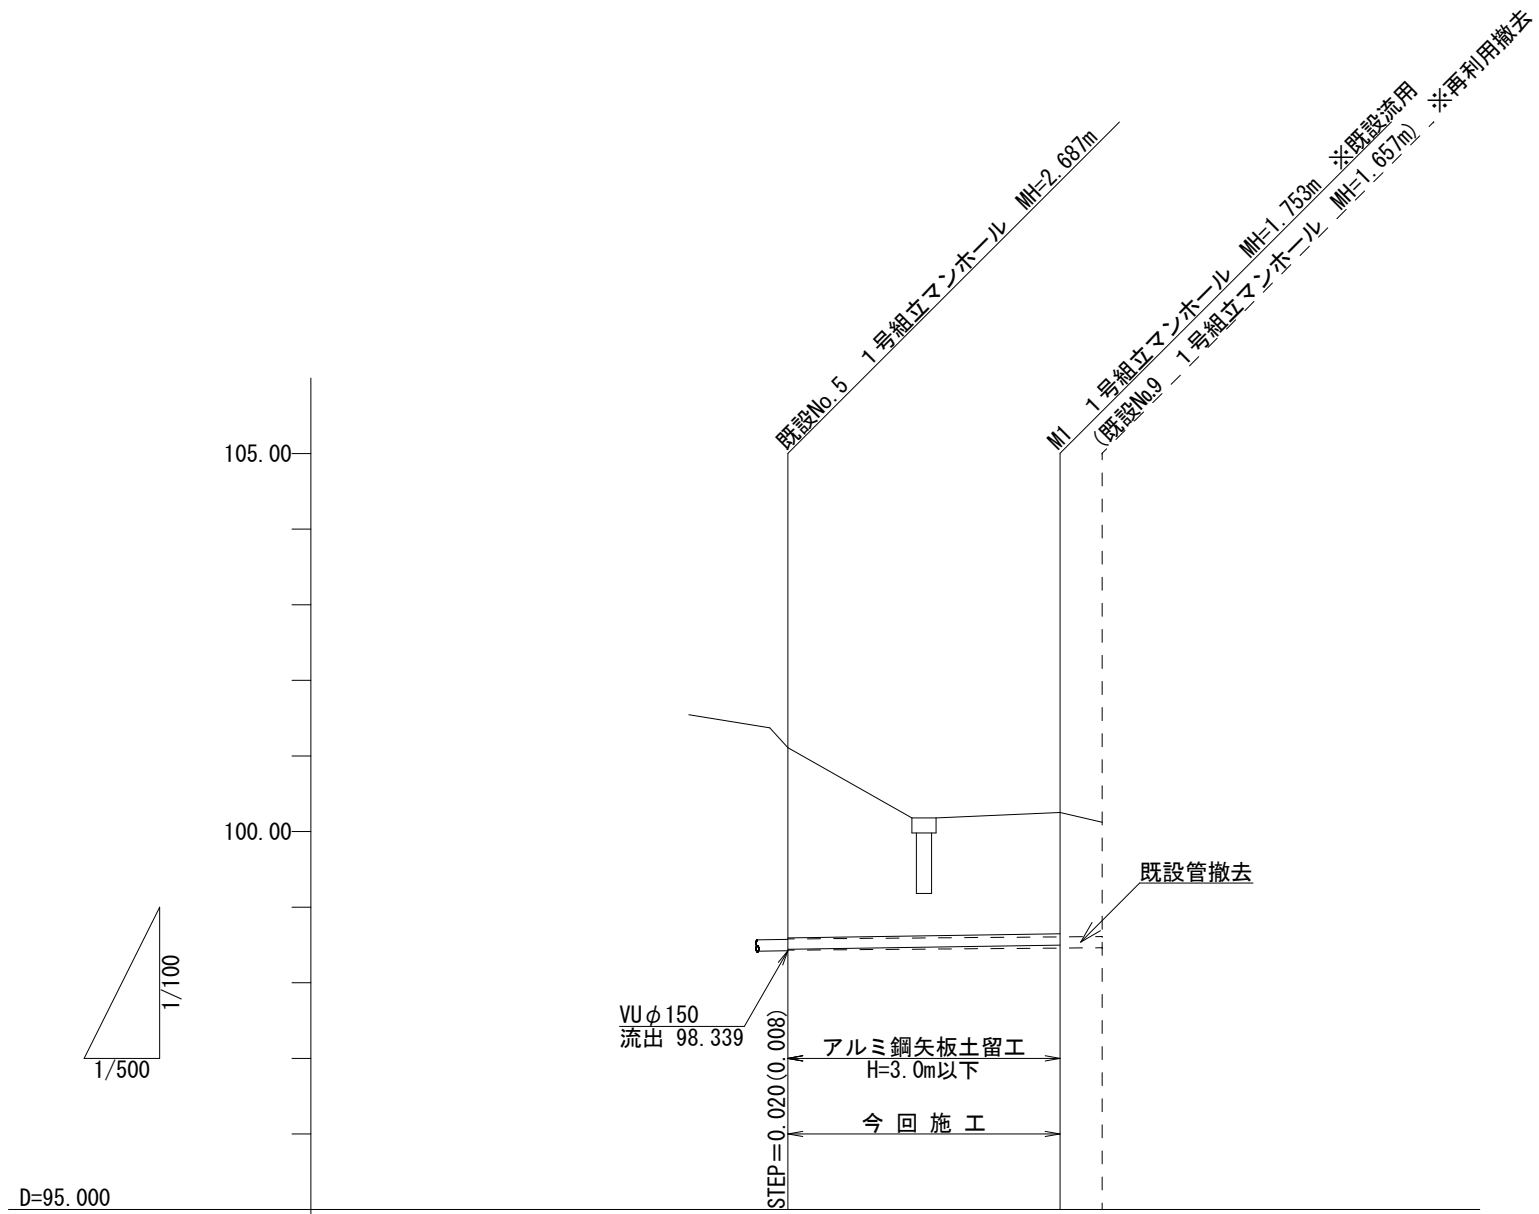 既設No.5　1号組立マンホール　MH=2.687m
M1　1号組立マンホール　MH=1.753m　※既設流用
(既設No.9　1号組立マンホール　MH=1.657m)　※再利用撤去
105.00
100.00
既設管撤去
1/100
1/500
VUφ150
流出 98.339
STEP=0.020(0.008)
アルミ鋼矢板土留工
H=3.0m以下
今 回 施 工
D=95.000